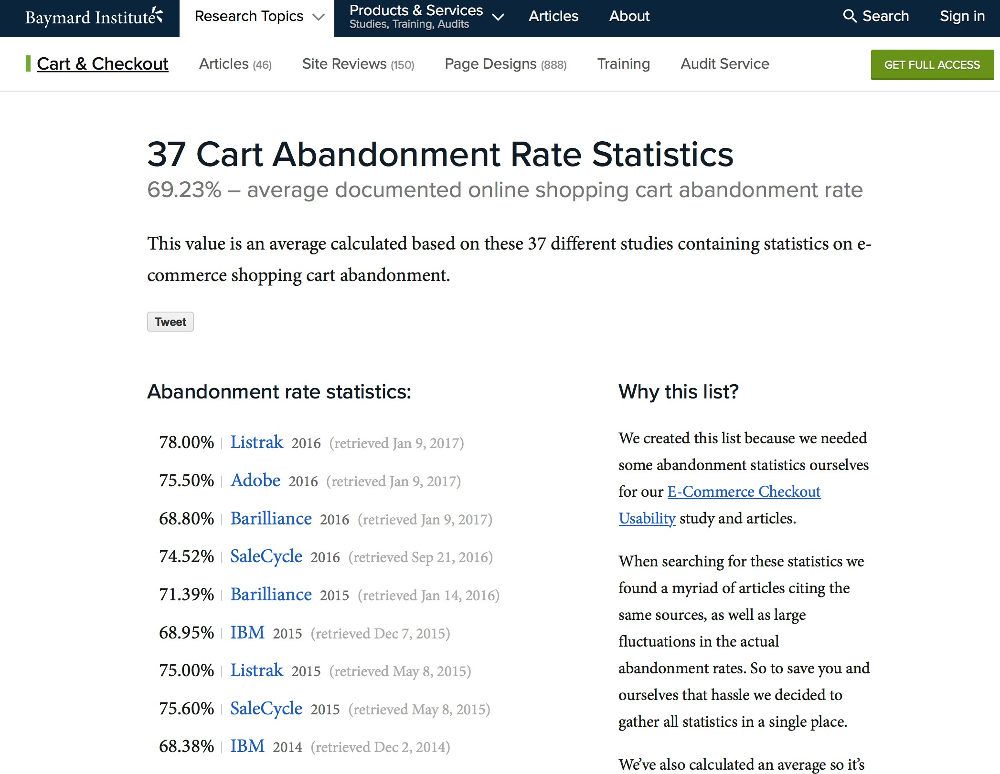 Baymard Institute
Research Topics
Products & Services
Studies, Training, Audits
Articles
About
Search
Sign in
Cart & Checkout
Articles (46)
Site Reviews (150)
Page Designs (888)
Training
Audit Service
GET FULL ACCESS
37 Cart Abandonment Rate Statistics
69.23% – average documented online shopping cart abandonment rate
This value is an average calculated based on these 37 different studies containing statistics on e-
commerce shopping cart abandonment.
Tweet
Abandonment rate statistics:
78.00% | Listrak 2016 (retrieved Jan 9, 2017)
75.50% | Adobe 2016 (retrieved Jan 9, 2017)
68.80% | Barilliance 2016 (retrieved Jan 9, 2017)
74.52% | SaleCycle 2016 (retrieved Sep 21, 2016)
71.39% | Barilliance 2015 (retrieved Jan 14, 2016)
68.95% | IBM 2015 (retrieved Dec 7, 2015)
75.00% | Listrak 2015 (retrieved May 8, 2015)
75.60% | SaleCycle 2015 (retrieved May 8, 2015)
68.38% | IBM 2014 (retrieved Dec 2, 2014)
Why this list?
We created this list because we needed
some abandonment statistics ourselves
for our E-Commerce Checkout
Usability study and articles.
When searching for these statistics we
found a myriad of articles citing the
same sources, as well as large
fluctuations in the actual
abandonment rates. So to save you and
ourselves that hassle we decided to
gather all statistics in a single place.
We've also calculated an average so it's